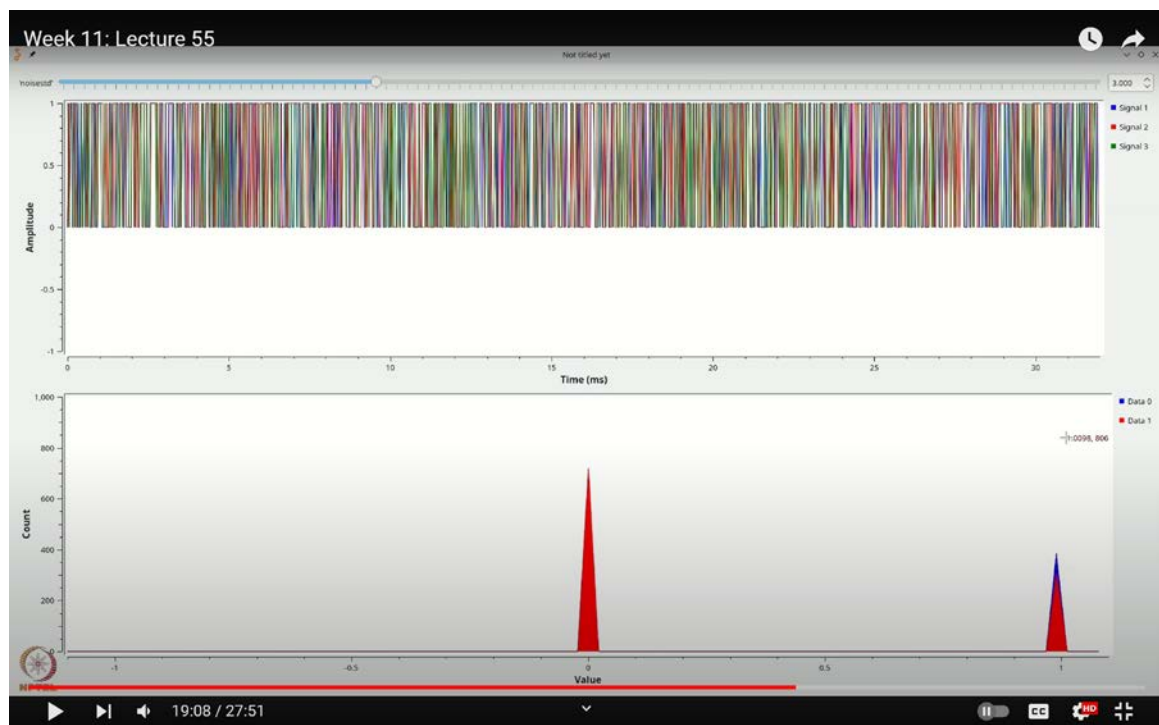 Week 11: Lecture 55
Not titled yet
'noisestd'
3.000
1
0.5
0
-0.5
-1
Amplitude
0
5
10
15
20
25
30
Time (ms)
Signal 1
Signal 2
Signal 3
1,000
800
600
400
200
0
Count
-1
-0.5
0
0.5
1
Value
Data 0
Data 1
1.0098, 806
NPTEL
19:08 / 27:51
CC
HD